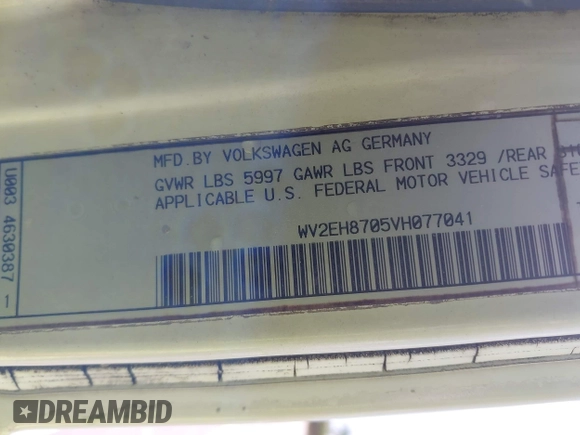 MFD.BY VOLKSWAGEN AG GERMANY
GVWR LBS 5997 GAWR LBS FRONT 3329 /REAR
APPLICABLE U.S. FEDERAL MOTOR VEHICLE SAFE
WV2EH8705VH077041
U003 4630387 1
DREAMBID